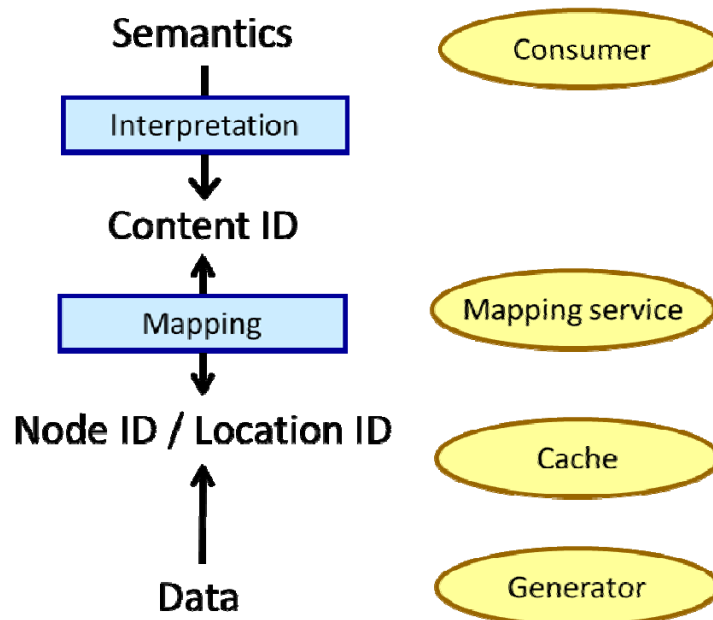 Semantics
Consumer
Interpretation
Content ID
Mapping
Mapping service
Node ID / Location ID
Cache
Data
Generator